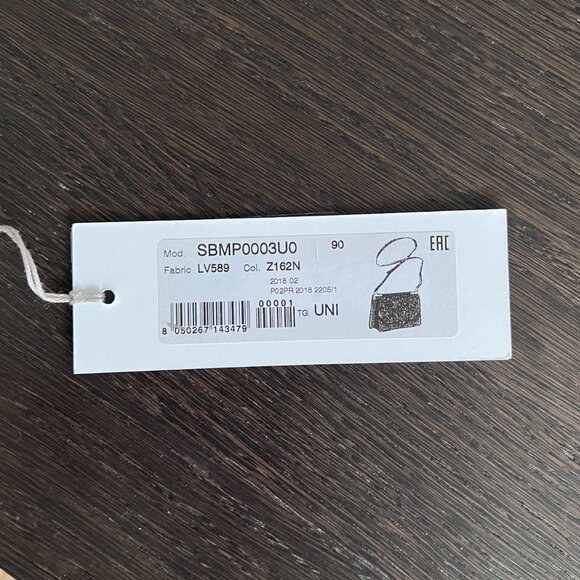 Mod. SBMP0003U0 90 EAC
Fabric LV589 Col. Z162N
2018 02
P02PR 2018 2205/1
00001
TG. UNI
8 050267 143479